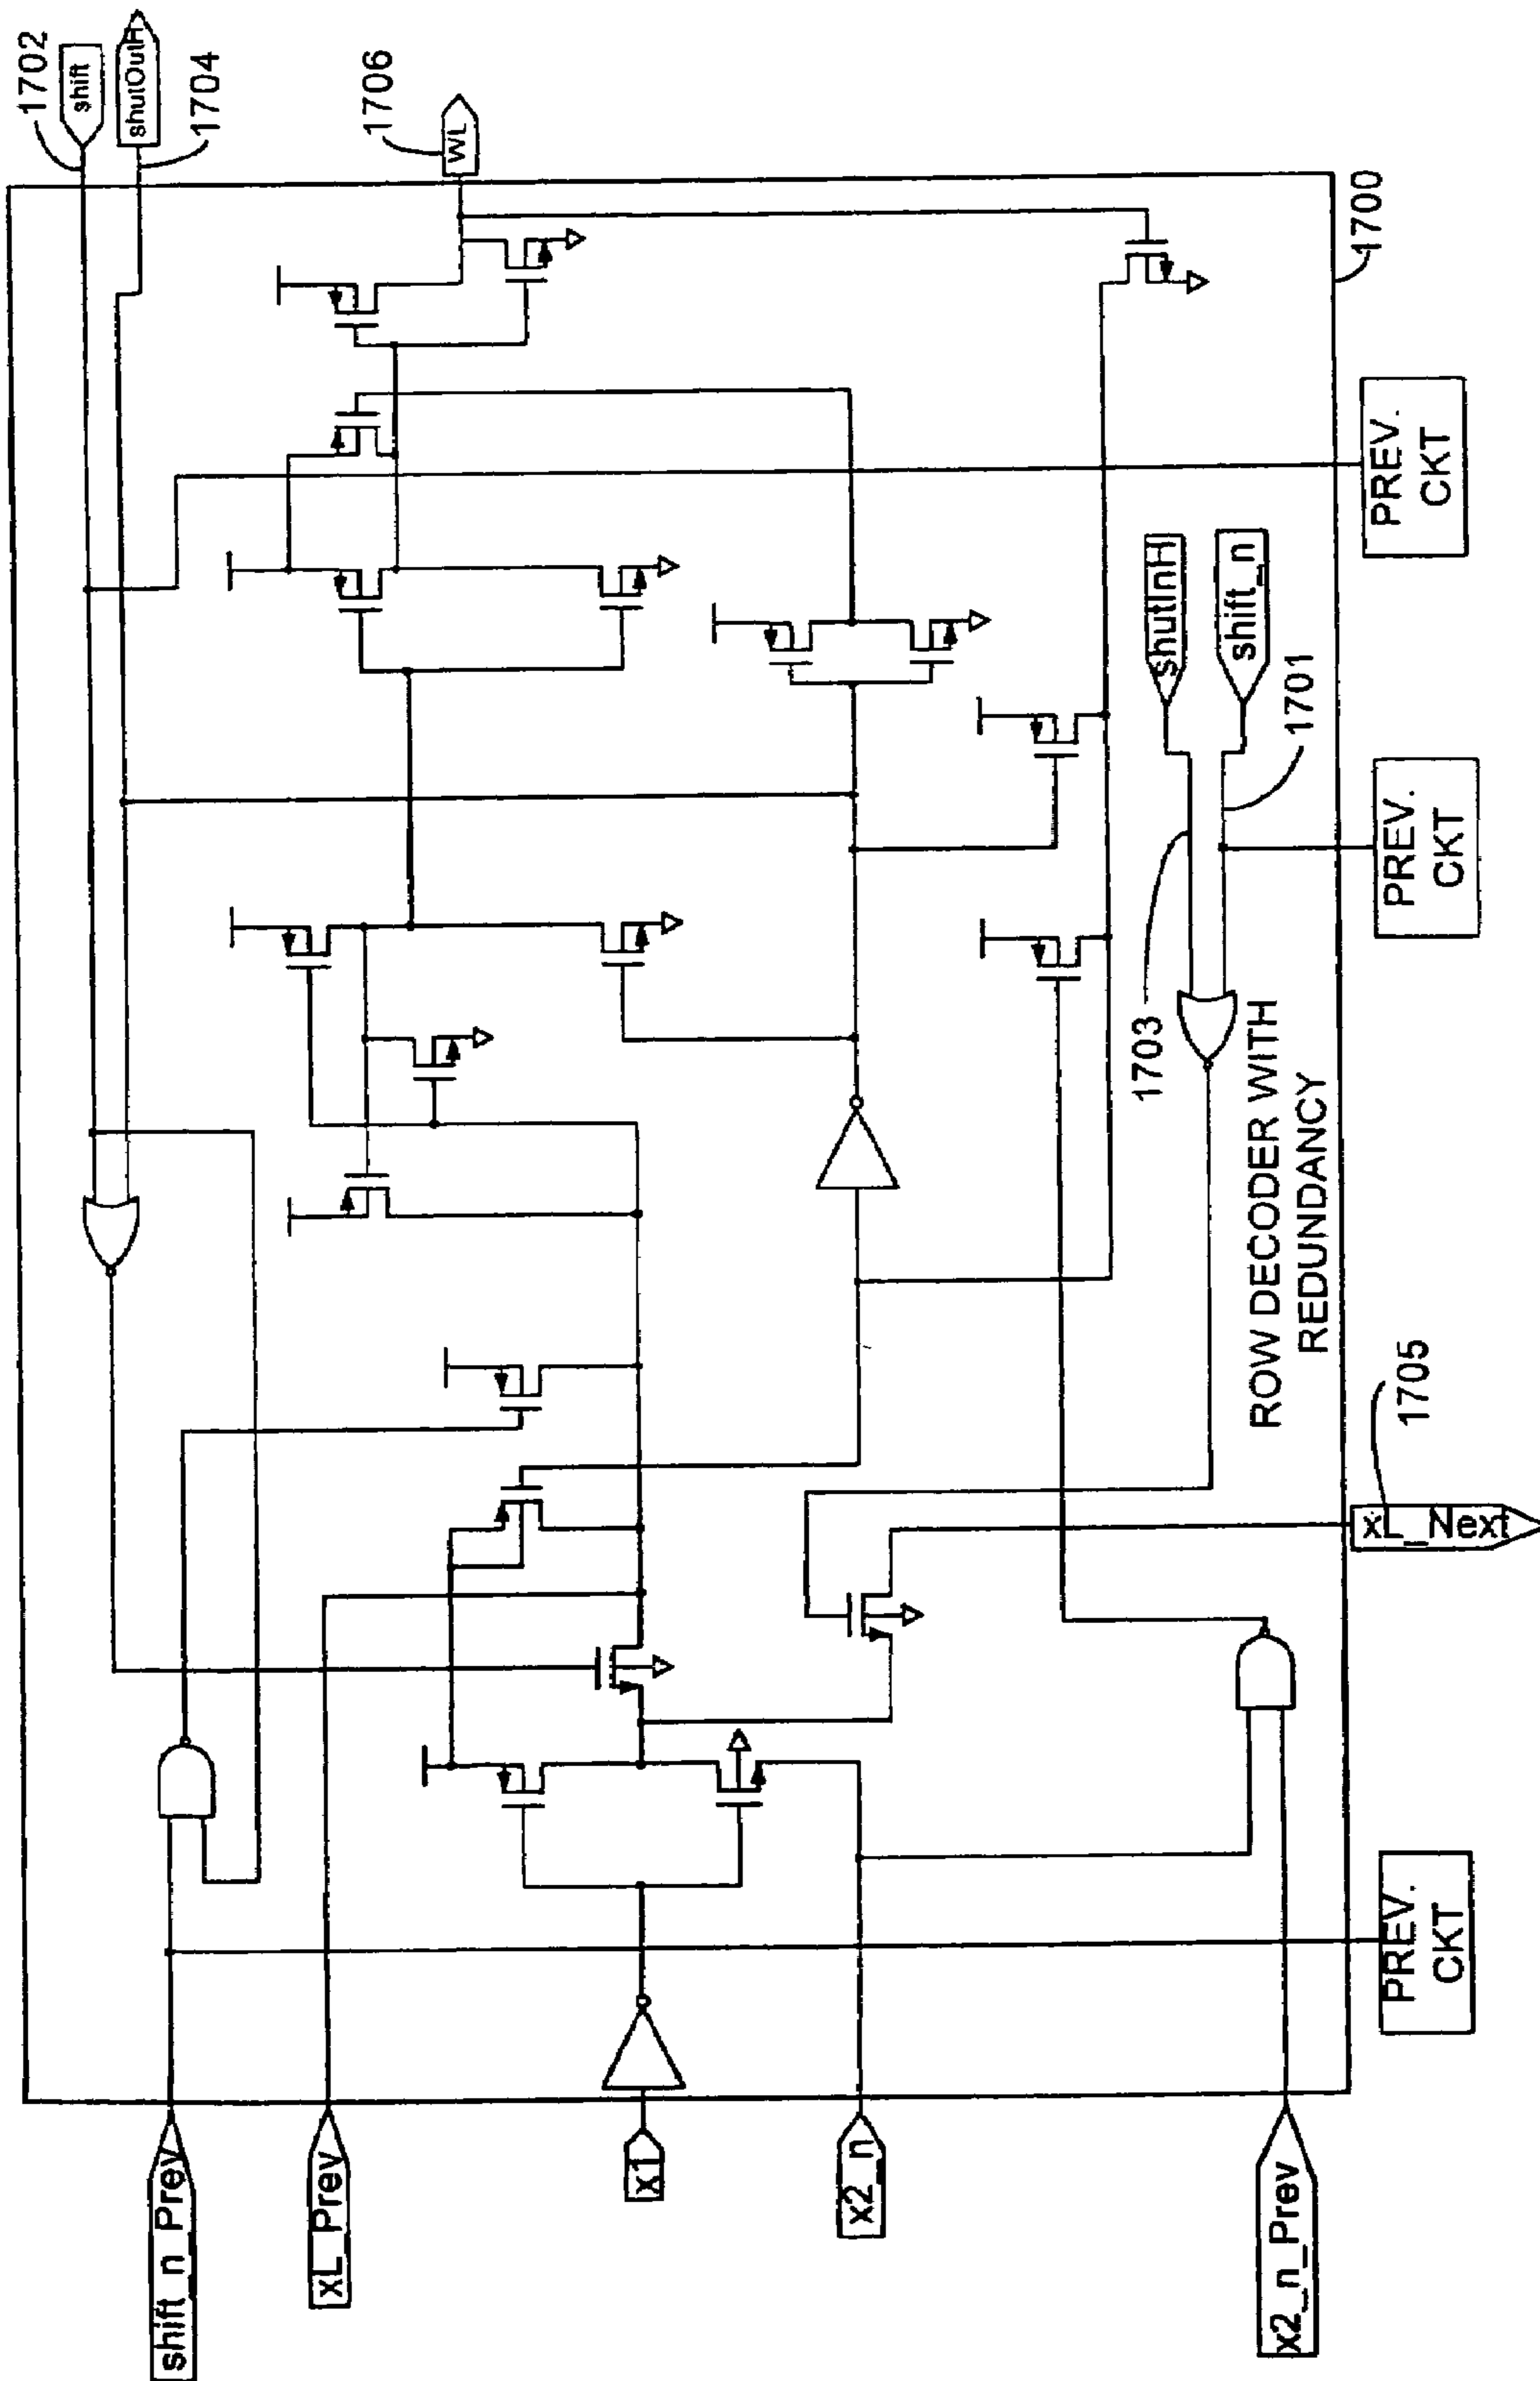 1702
shift
shutOutH
1704
1706
WL
1700
PREV.
CKT
shutInH
shift_n
1701
PREV.
CKT
1703
ROW DECODER WITH
REDUNDANCY
1705
xL_Next
PREV.
CKT
shift_n_Prev
xL_Prev
x1
x2_n
x2_n_Prev